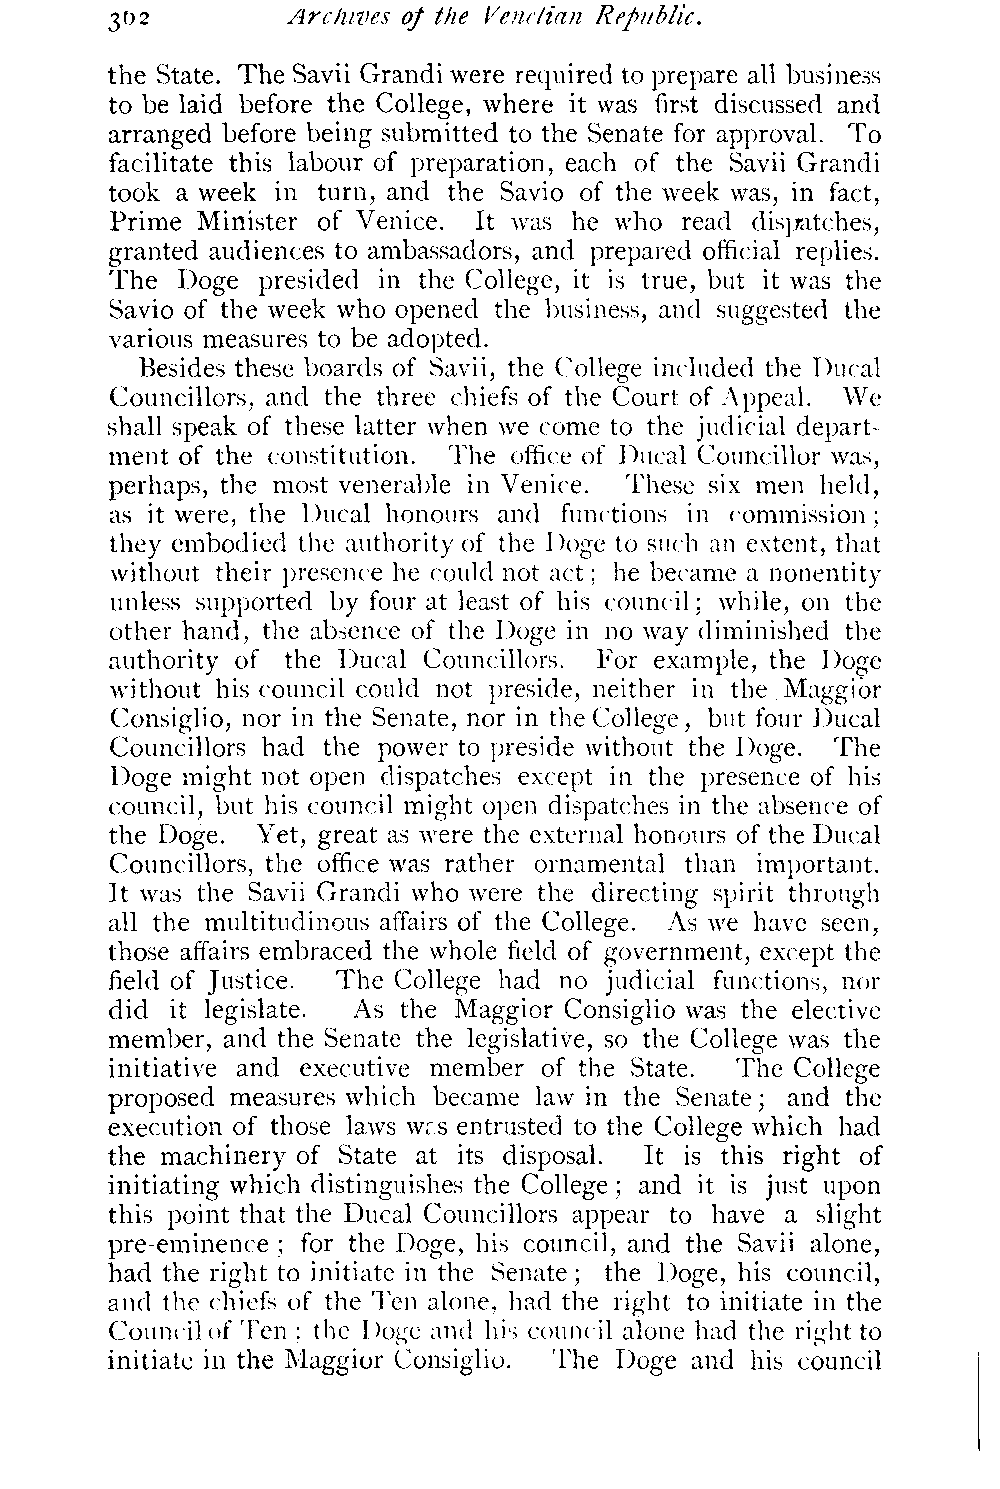 302 Archives of the Venetian Republic.
the State. The Savii Grandi were required to prepare all business
to be laid before the College, where it was first discussed and
arranged before being submitted to the Senate for approval. To
facilitate this labour of preparation, each of the Savii Grandi
took a week in turn, and the Savio of the week was, in fact,
Prime Minister of Venice. It was he who read dispatches,
granted audiences to ambassadors, and prepared official replies.
The Doge presided in the College, it is true, but it was the
Savio of the week who opened the business, and suggested the
various measures to be adopted.
Besides these boards of Savii, the College included the Ducal
Councillors, and the three chiefs of the Court of Appeal. We
shall speak of these latter when we come to the judicial depart-
ment of the constitution. The office of Ducal Councillor was,
perhaps, the most venerable in Venice. These six men held,
as it were, the Ducal honours and functions in commission;
they embodied the authority of the Doge to such an extent, that
without their presence he could not act; he became a nonentity
unless supported by four at least of his council; while, on the
other hand, the absence of the Doge in no way diminished the
authority of the Ducal Councillors. For example, the Doge
without his council could not preside, neither in the Maggior
Consiglio, nor in the Senate, nor in the College, but four Ducal
Councillors had the power to preside without the Doge. The
Doge might not open dispatches except in the presence of his
council, but his council might open dispatches in the absence of
the Doge. Yet, great as were the external honours of the Ducal
Councillors, the office was rather ornamental than important.
It was the Savii Grandi who were the directing spirit through
all the multitudinous affairs of the College. As we have seen,
those affairs embraced the whole field of government, except the
field of Justice. The College had no judicial functions, nor
did it legislate. As the Maggior Consiglio was the elective
member, and the Senate the legislative, so the College was the
initiative and executive member of the State. The College
proposed measures which became law in the Senate; and the
execution of those laws was entrusted to the College which had
the machinery of State at its disposal. It is this right of
initiating which distinguishes the College; and it is just upon
this point that the Ducal Councillors appear to have a slight
pre-eminence; for the Doge, his council, and the Savii alone,
had the right to initiate in the Senate; the Doge, his council,
and the chiefs of the Ten alone, had the right to initiate in the
Council of Ten; the Doge and his council alone had the right to
initiate in the Maggior Consiglio. The Doge and his council